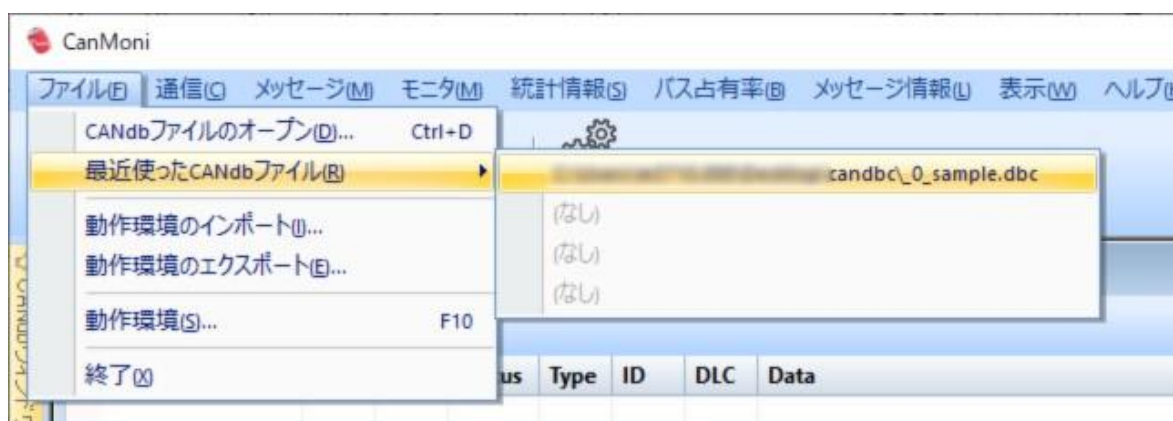 CanMoni
ファイル(F) 通信(C) メッセージ(M) モニタ(M) 統計情報(S) バス占有率(B) メッセージ情報(L) 表示(W) ヘルプ
CANdbファイルのオープン(D)... Ctrl+D
最近使ったCANdbファイル(R)
candbc\_0_sample.dbc
(なし)
(なし)
(なし)
動作環境のインポート(I)...
動作環境のエクスポート(E)...
動作環境(S)... F10
終了(X)
Type ID DLC Data